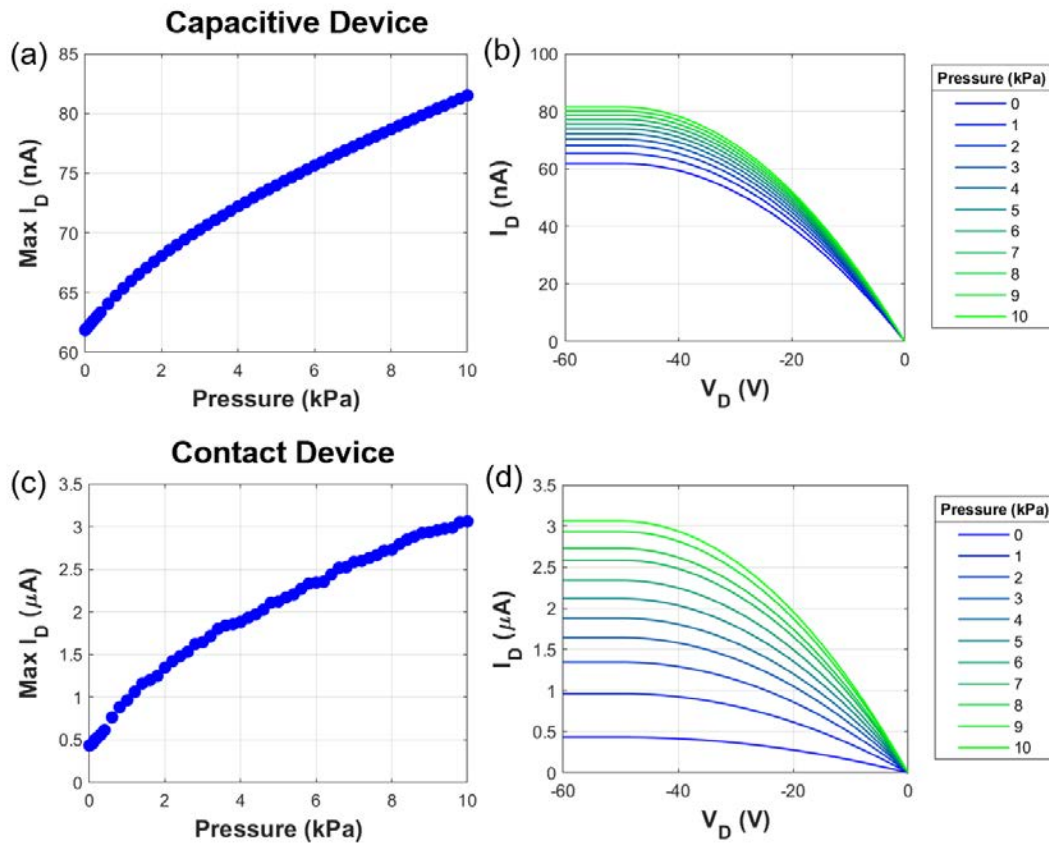 Capacitive Device
(a)
85
80
75
70
65
60
Max I_D (nA)
0 2 4 6 8 10
Pressure (kPa)
(b)
100
80
60
40
20
0
I_D (nA)
-60 -40 -20 0
V_D (V)
Pressure (kPa)
0
1
2
3
4
5
6
7
8
9
10
Contact Device
(c)
3.5
3
2.5
2
1.5
1
0.5
0
Max I_D (μA)
0 2 4 6 8 10
Pressure (kPa)
(d)
3.5
3
2.5
2
1.5
1
0.5
0
I_D (μA)
-60 -40 -20 0
V_D (V)
Pressure (kPa)
0
1
2
3
4
5
6
7
8
9
10